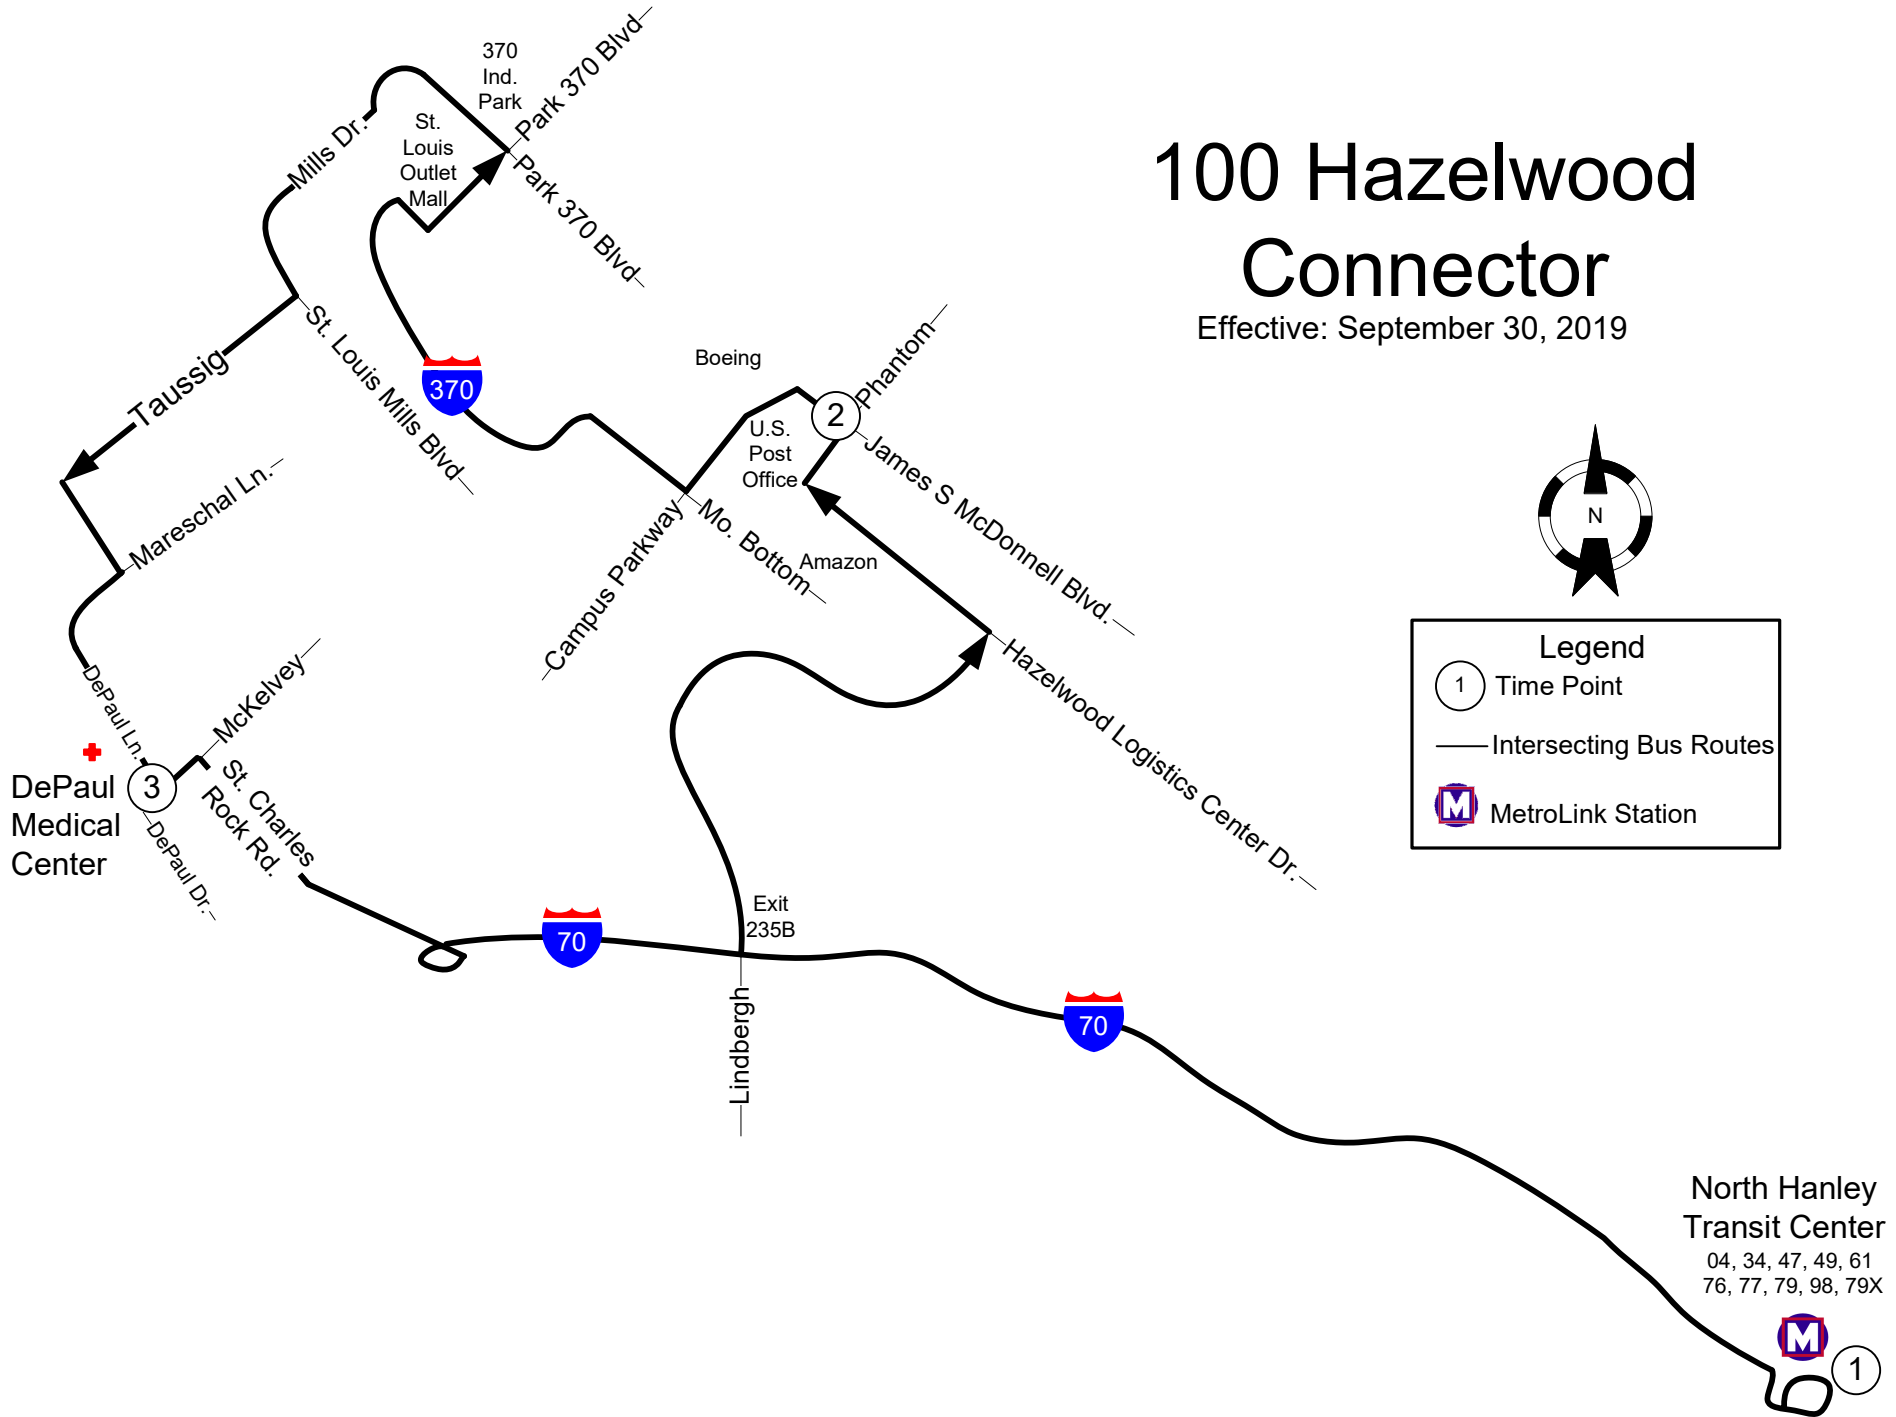 100 Hazelwood
Connector
Effective: September 30, 2019
370
Ind.
Park
Park 370 Blvd
St.
Louis
Outlet
Mall
Park 370 Blvd
Mills Dr.
St. Louis Mills Blvd
Taussig
370
Mareschal Ln.
Boeing
Phantom
2
U.S.
Post
Office
James S McDonnell Blvd.
Campus Parkway
Mo. Bottom
Amazon
Hazelwood Logistics Center Dr.
N
Legend
1
Time Point
Intersecting Bus Routes
M
MetroLink Station
DePaul Ln.
McKelvey
DePaul
Medical
Center
3
DePaul Dr.
St. Charles
Rock Rd.
70
Exit
235B
Lindbergh
70
North Hanley
Transit Center
04, 34, 47, 49, 61
76, 77, 79, 98, 79X
M
1